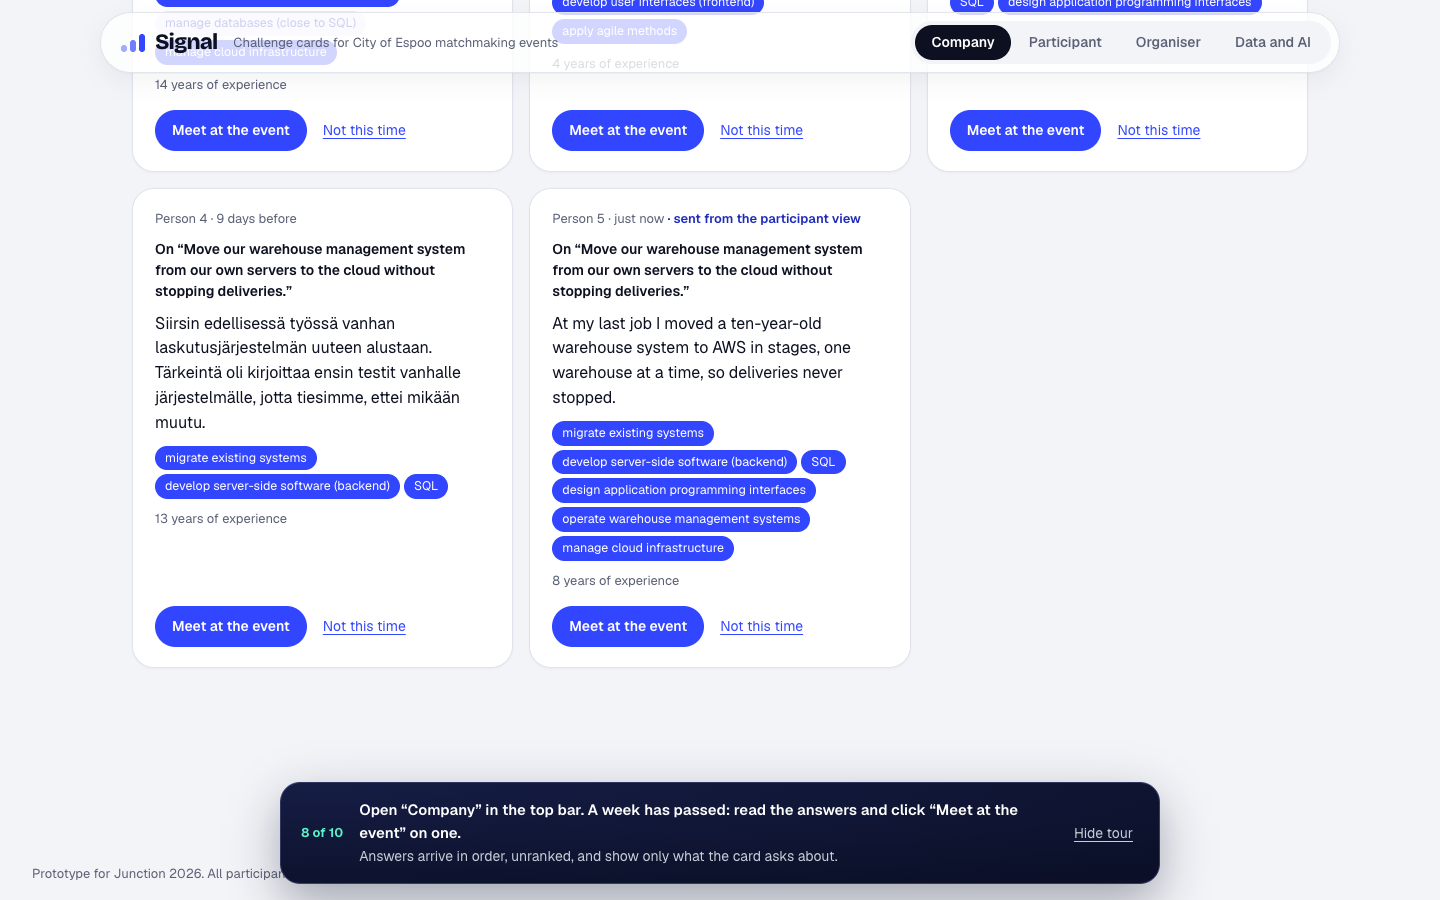 develop user interfaces (frontend)
SQL
design application programming interfaces
manage databases (close to SQL)
apply agile methods
Signal
Challenge cards for City of Espoo matchmaking events
Company
Participant
Organiser
Data and AI
manage cloud infrastructure
4 years of experience
14 years of experience
Meet at the event
Not this time
Meet at the event
Not this time
Meet at the event
Not this time
Person 4 · 9 days before
On “Move our warehouse management system
from our own servers to the cloud without
stopping deliveries.”
Siirsin edellisessä työssä vanhan
laskutusjärjestelmän uuteen alustaan.
Tärkeintä oli kirjoittaa ensin testit vanhalle
järjestelmälle, jotta tiesimme, ettei mikään
muutu.
migrate existing systems
develop server-side software (backend)
SQL
13 years of experience
Meet at the event
Not this time
Person 5 · just now · sent from the participant view
On “Move our warehouse management system
from our own servers to the cloud without
stopping deliveries.”
At my last job I moved a ten-year-old
warehouse system to AWS in stages, one
warehouse at a time, so deliveries never
stopped.
migrate existing systems
develop server-side software (backend)
SQL
design application programming interfaces
operate warehouse management systems
manage cloud infrastructure
8 years of experience
Meet at the event
Not this time
8 of 10
Open “Company” in the top bar. A week has passed: read the answers and click “Meet at the
event” on one.
Answers arrive in order, unranked, and show only what the card asks about.
Hide tour
Prototype for Junction 2026. All